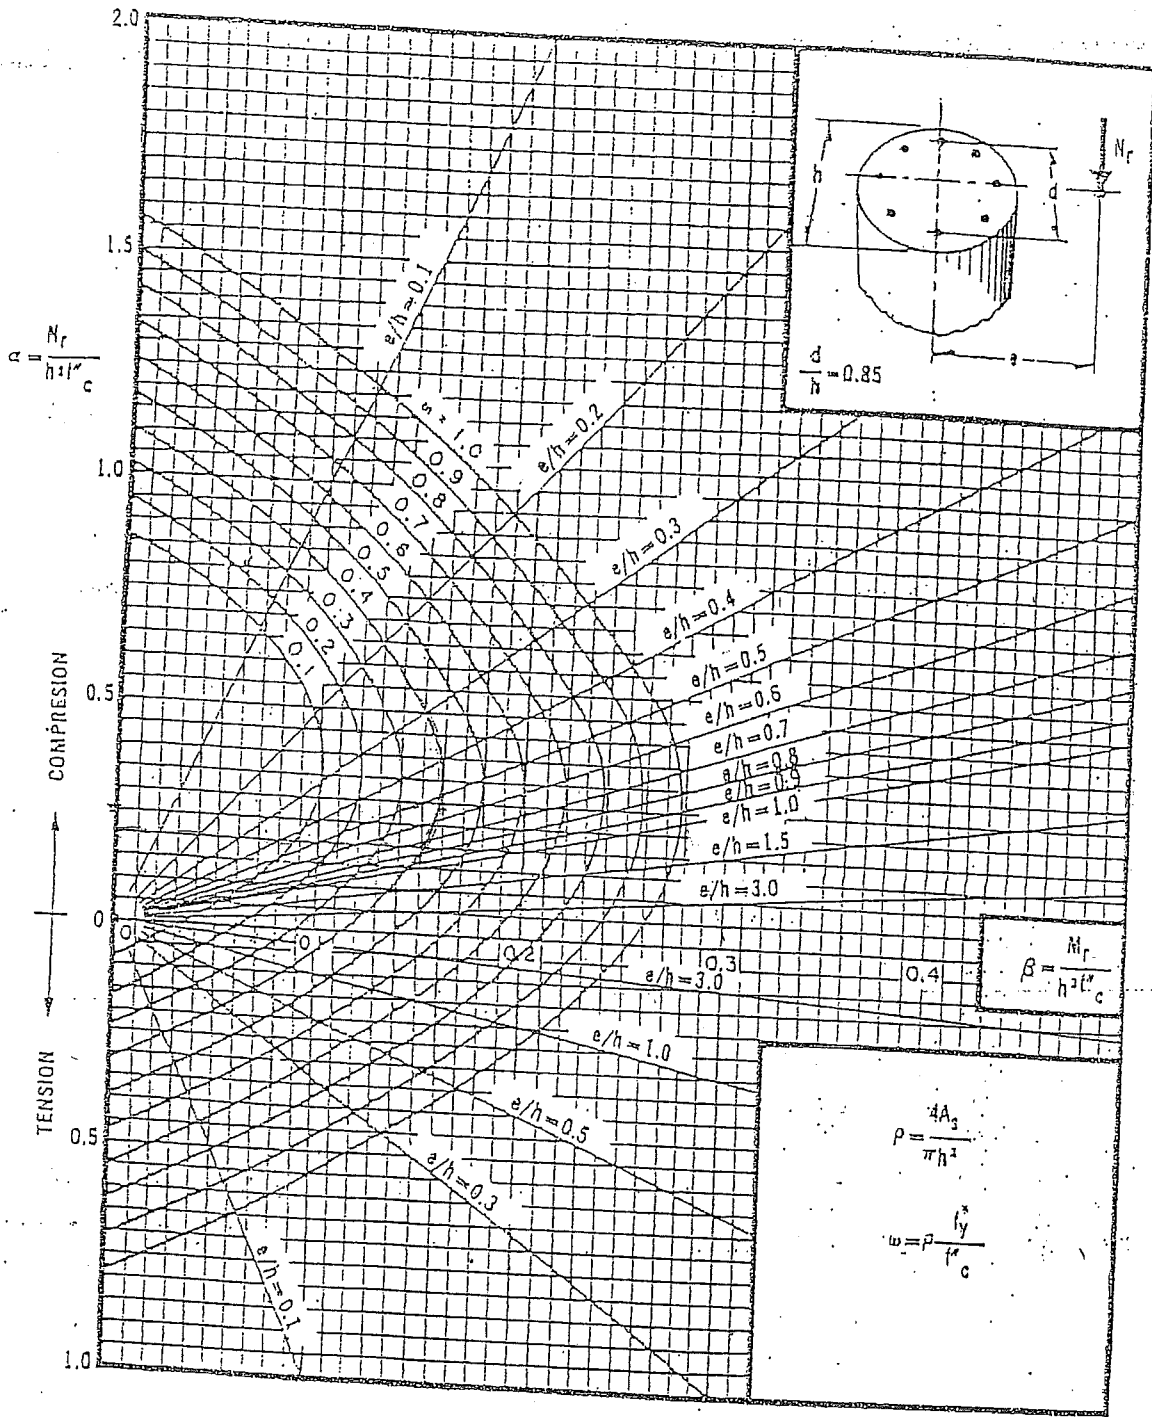 2.0
1.5
1.0
0.5
0
0.5
1.0
α = Nr / h²f"c
COMPRESION
TENSION
h
d
Nr
e
d/h = 0.85
e/h = 0.1
e/h = 0.2
e/h = 0.3
e/h = 0.4
e/h = 0.5
e/h = 0.6
e/h = 0.7
e/h = 0.8
e/h = 0.9
e/h = 1.0
e/h = 1.5
e/h = 3.0
1.0
0.9
0.8
0.7
0.6
0.5
0.4
0.3
0.2
0.1
0
0.2
0.3
0.4
β = Mr / h³f"c
e/h = 3.0
e/h = 1.0
e/h = 0.5
e/h = 0.3
e/h = 0.1
ρ = 4As / πh²
ω = ρ fy* / f"c